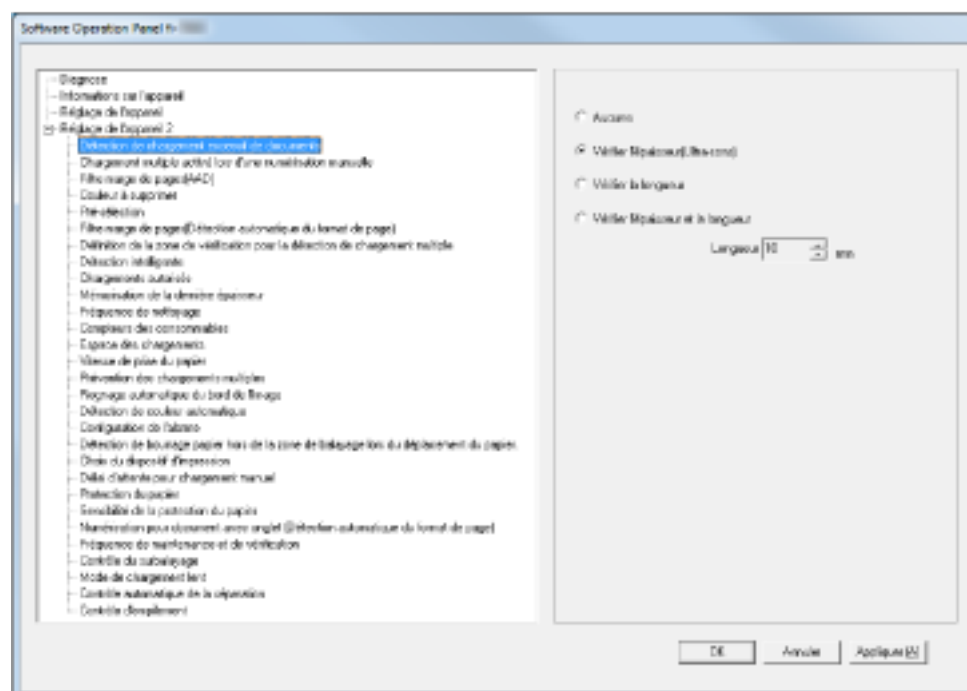 Software Operation Panel fi-
Diagnose
Informations sur l'appareil
Réglage de l'appareil
Réglage de l'appareil 2
Détection de chargement excessif de documents
Chargement multiple activé lors d'une numérisation manuelle
Filtre marge de pages(AAD)
Couleur à supprimer
Pré-sélection
Filtre marge de pages(Détection automatique du format de page)
Définition de la zone de vérification pour la détection de chargement multiple
Détection intelligente
Chargements autorisés
Mémorisation de la dernière épaisseur
Fréquence de nettoyage
Compteurs des consommables
Espace des chargements
Vitesse de prise du papier
Prévention des chargements multiples
Rognage automatique du bord de l'image
Détection de couleur automatique
Configuration de l'alarme
Détection de bourrage papier hors de la zone de balayage lors du déplacement du papier.
Choix du dispositif d'impression
Délai d'attente pour chargement manuel
Protection du papier
Sensibilité de la protection du papier
Numérisation pour document avec onglet (Détection automatique du format de page)
Fréquence de maintenance et de vérification
Contrôle du subalayage
Mode de chargement lent
Contrôle automatique de la séparation
Contrôle d'empilement
Aucune
Vérifier l'épaisseur(Ultra-sons)
Vérifier la longueur
Vérifier l'épaisseur et la longueur
Longueur 10 mm
OK Annuler Appliquer(A)